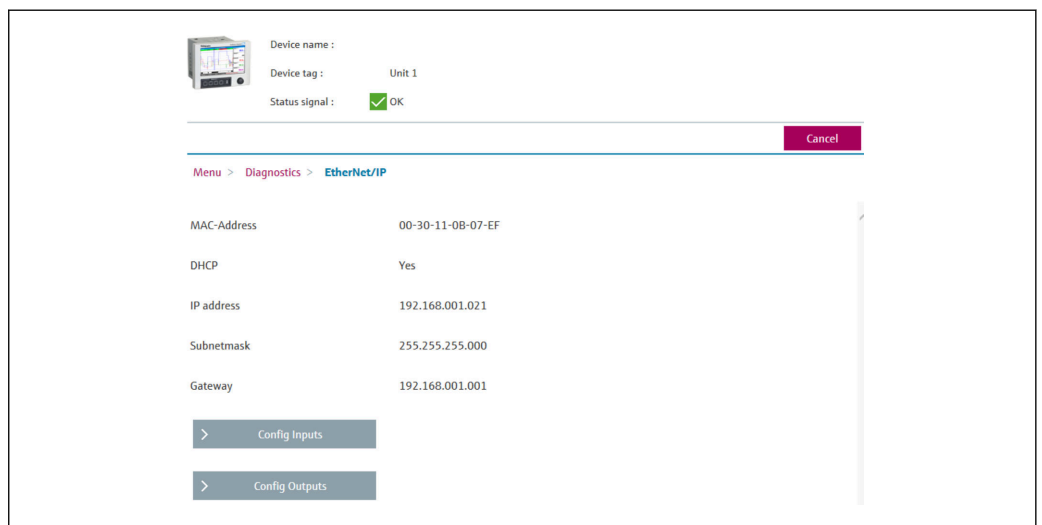 Device name :
Device tag : Unit 1
Status signal : OK
Cancel
Menu > Diagnostics > EtherNet/IP
MAC-Address 00-30-11-0B-07-EF
DHCP Yes
IP address 192.168.001.021
Subnetmask 255.255.255.000
Gateway 192.168.001.001
> Config Inputs
> Config Outputs